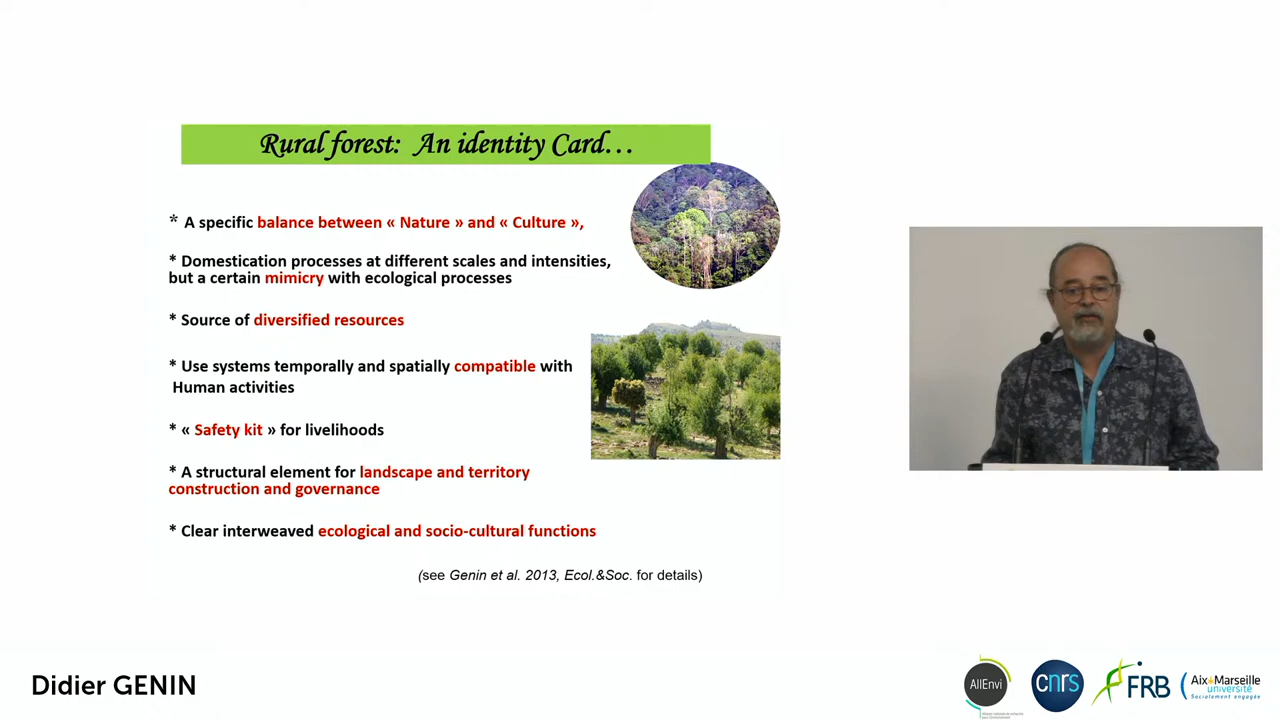 Rural forest: An identity Card…
* A specific balance between « Nature » and « Culture »,
* Domestication processes at different scales and intensities,
but a certain mimicry with ecological processes
* Source of diversified resources
* Use systems temporally and spatially compatible with
Human activities
* « Safety kit » for livelihoods
* A structural element for landscape and territory
construction and governance
* Clear interweaved ecological and socio-cultural functions
(see Genin et al. 2013, Ecol.&Soc. for details)
Didier GENIN
AllEnvi
cnrs
FRB
Aix Marseille
université
Socialement engagée